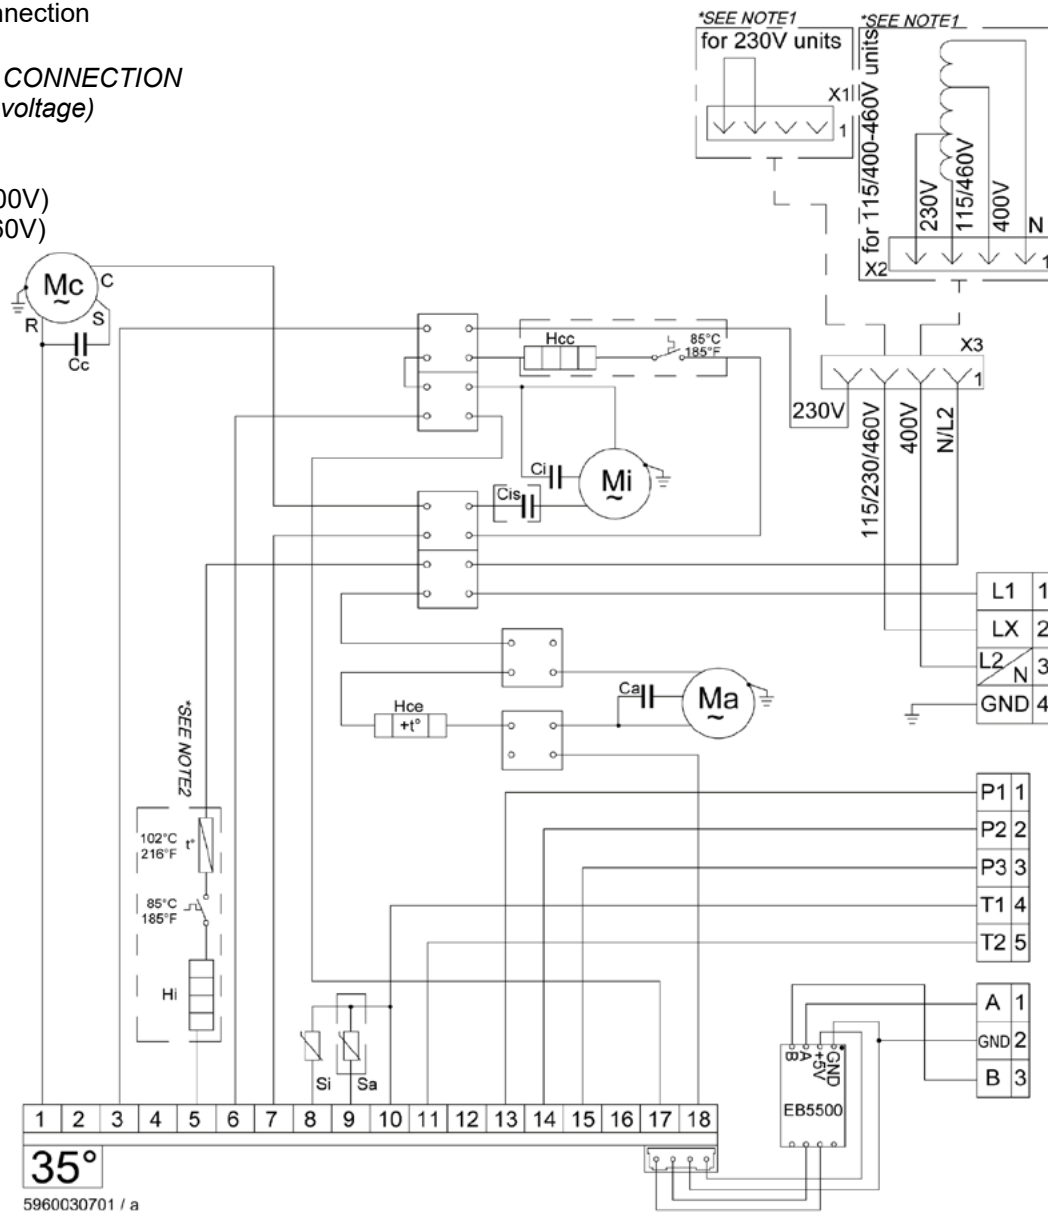 nnection
CONNECTION
voltage)
00V)
60V)
*SEE NOTE1
for 230V units
X1
1
*SEE NOTE1
for 115/400-460V units
230V
115/460V
400V
N
X2
1
Mc
~
C
S
R
Cc
Hcc
85°C
185°F
X3
1
230V
115/230/460V
400V
N/L2
Ci
Cis
Mi
~
L1 1
LX 2
L2/N 3
GND 4
Ca
Ma
~
Hce
+t°
*SEE NOTE2
102°C
216°F
t°
85°C
185°F
Hi
P1 1
P2 2
P3 3
T1 4
T2 5
Si
Sa
A 1
GND 2
B 3
B A +5V GND
EB5500
1 2 3 4 5 6 7 8 9 10 11 12 13 14 15 16 17 18
35°
5960030701 / a